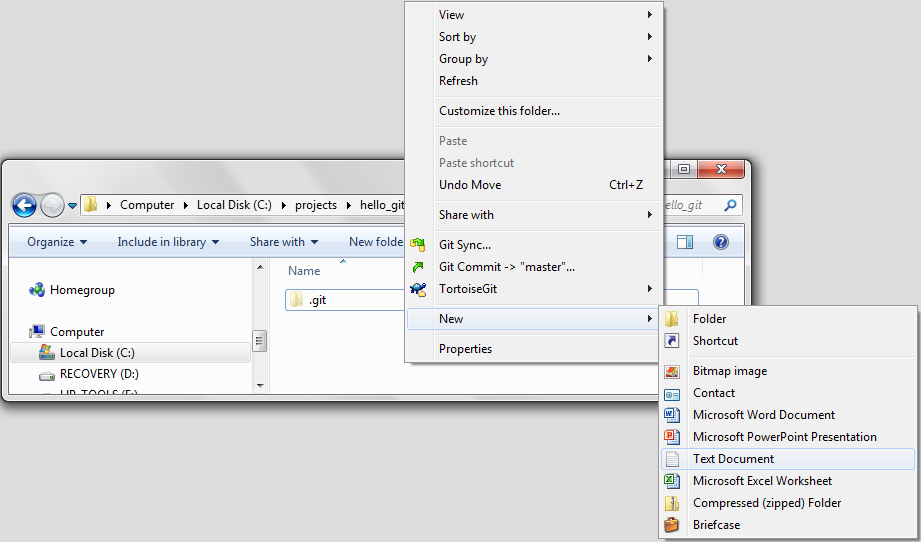 View
Sort by
Group by
Refresh
Customize this folder...
Paste
Paste shortcut
Undo Move Ctrl+Z
Share with
Git Sync...
Git Commit -> "master"...
TortoiseGit
New
Properties
Computer Local Disk (C:) projects hello_git
ello_git
Organize Include in library Share with New folde
Name
.git
Homegroup
Computer
Local Disk (C:)
RECOVERY (D:)
Folder
Shortcut
Bitmap image
Contact
Microsoft Word Document
Microsoft PowerPoint Presentation
Text Document
Microsoft Excel Worksheet
Compressed (zipped) Folder
Briefcase